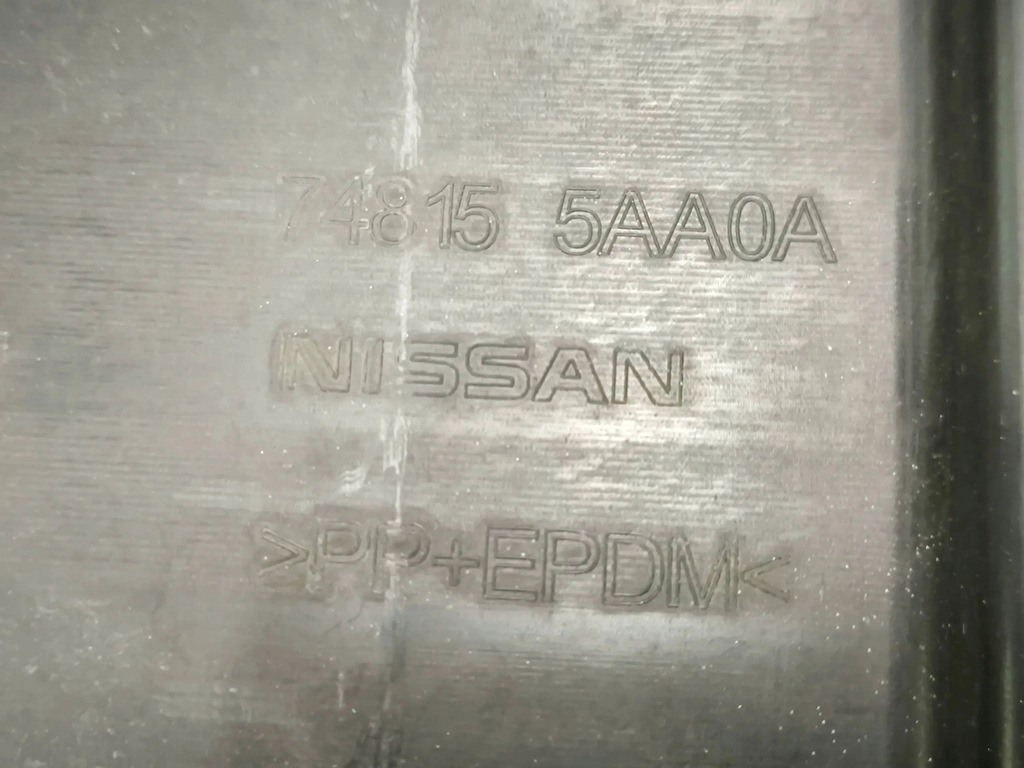 74815 5AA0A
NISSAN
>PP+EPDM<